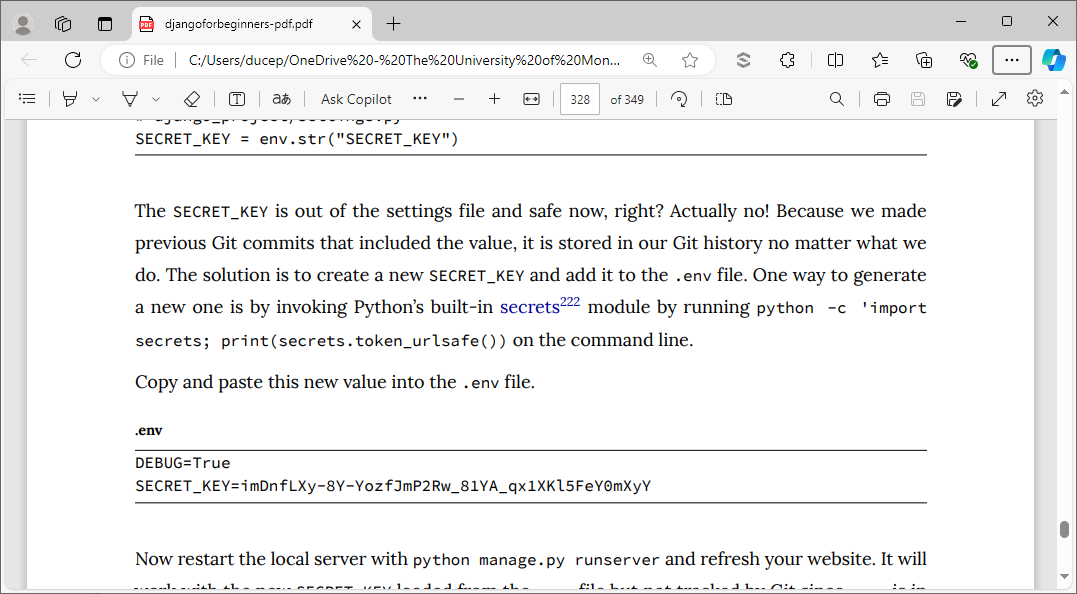 djangoforbeginners-pdf.pdf
File
C:/Users/ducep/OneDrive%20-%20The%20University%20of%20Mon...
Ask Copilot
328
of 349
SECRET_KEY = env.str("SECRET_KEY")
The SECRET_KEY is out of the settings file and safe now, right? Actually no! Because we made
previous Git commits that included the value, it is stored in our Git history no matter what we
do. The solution is to create a new SECRET_KEY and add it to the .env file. One way to generate
a new one is by invoking Python’s built-in secrets222 module by running python -c 'import
secrets; print(secrets.token_urlsafe()) on the command line.
Copy and paste this new value into the .env file.
.env
DEBUG=True
SECRET_KEY=imDnfLXy-8Y-YozfJmP2Rw_81YA_qx1XKl5FeY0mXyY
Now restart the local server with python manage.py runserver and refresh your website. It will